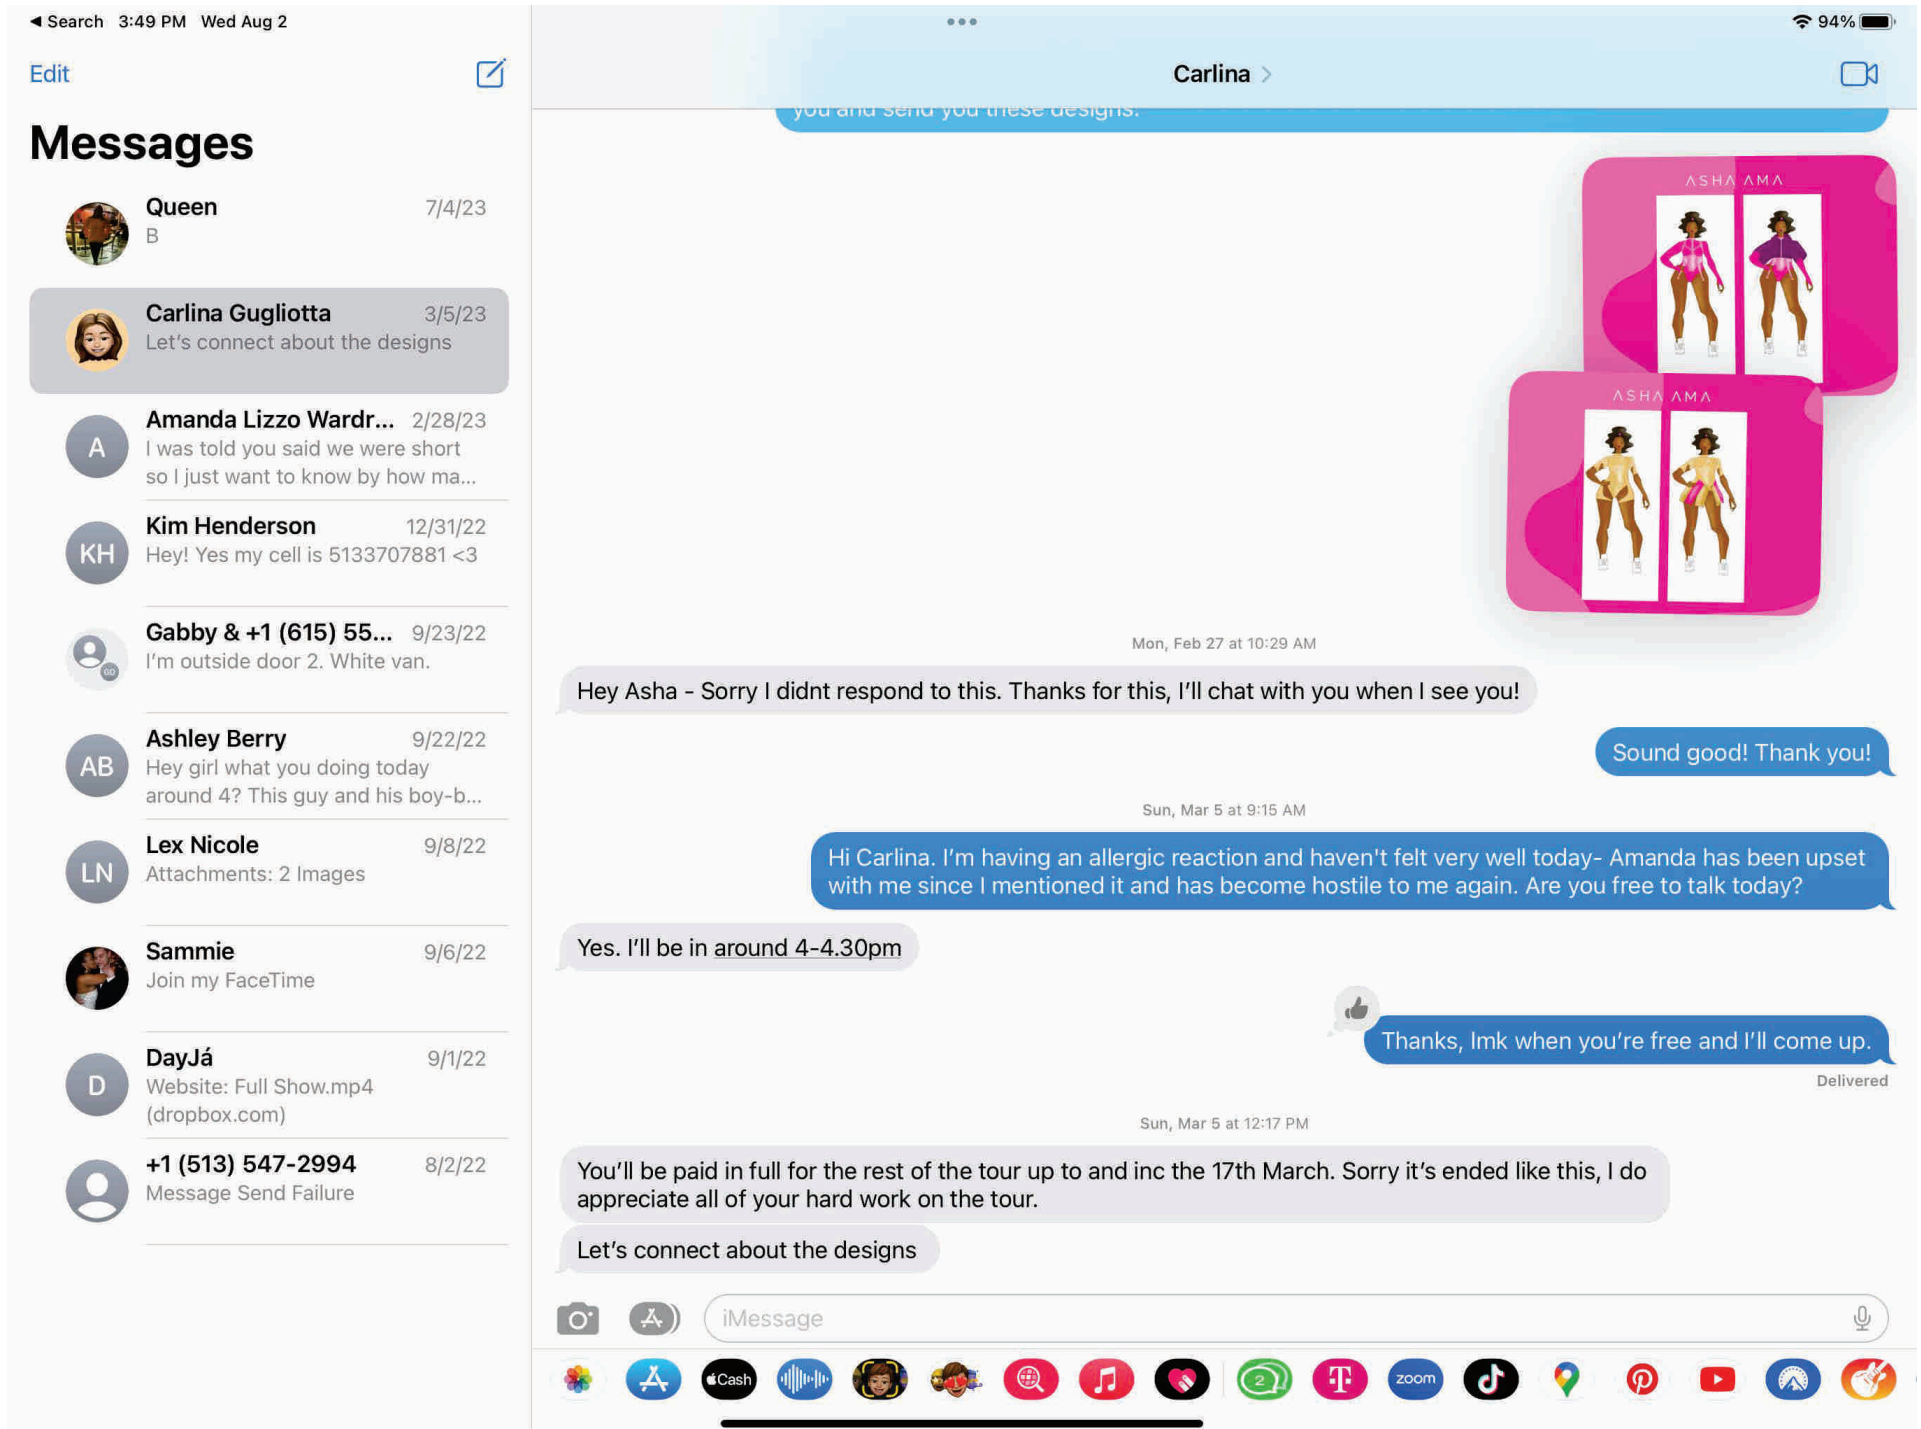 ◀ Search 3:49 PM Wed Aug 2
94%
Edit
Messages
Queen 7/4/23
B
Carlina Gugliotta 3/5/23
Let's connect about the designs
Amanda Lizzo Wardr... 2/28/23
I was told you said we were short
so I just want to know by how ma...
KH
Kim Henderson 12/31/22
Hey! Yes my cell is 5133707881 <3
Gabby & +1 (615) 55... 9/23/22
I'm outside door 2. White van.
GD
AB
Ashley Berry 9/22/22
Hey girl what you doing today
around 4? This guy and his boy-b...
LN
Lex Nicole 9/8/22
Attachments: 2 Images
Sammie 9/6/22
Join my FaceTime
D
DayJá 9/1/22
Website: Full Show.mp4
(dropbox.com)
+1 (513) 547-2994 8/2/22
Message Send Failure
Carlina >
you and send you these designs.
ASHA AMA
ASHA AMA
Mon, Feb 27 at 10:29 AM
Hey Asha - Sorry I didnt respond to this. Thanks for this, I'll chat with you when I see you!
Sound good! Thank you!
Sun, Mar 5 at 9:15 AM
Hi Carlina. I'm having an allergic reaction and haven't felt very well today- Amanda has been upset
with me since I mentioned it and has become hostile to me again. Are you free to talk today?
Yes. I'll be in around 4-4.30pm
Thanks, lmk when you're free and I'll come up.
Delivered
Sun, Mar 5 at 12:17 PM
You'll be paid in full for the rest of the tour up to and inc the 17th March. Sorry it's ended like this, I do
appreciate all of your hard work on the tour.
Let's connect about the designs
iMessage
Cash
2
T
zoom